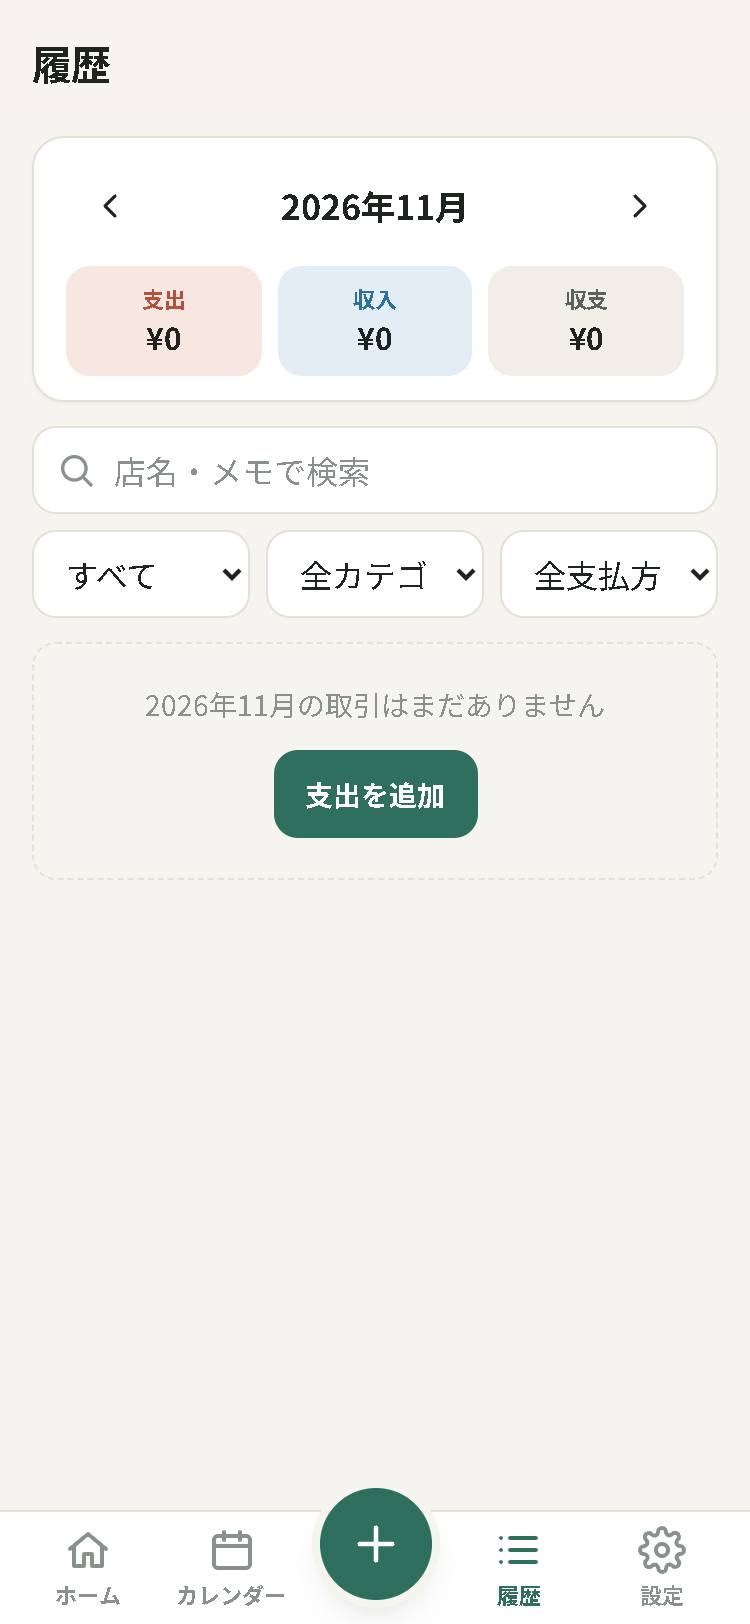 履歴
2026年11月
支出
¥0
収入
¥0
収支
¥0
店名・メモで検索
すべて
全カテゴ
全支払方
2026年11月の取引はまだありません
支出を追加
ホーム
カレンダー
履歴
設定